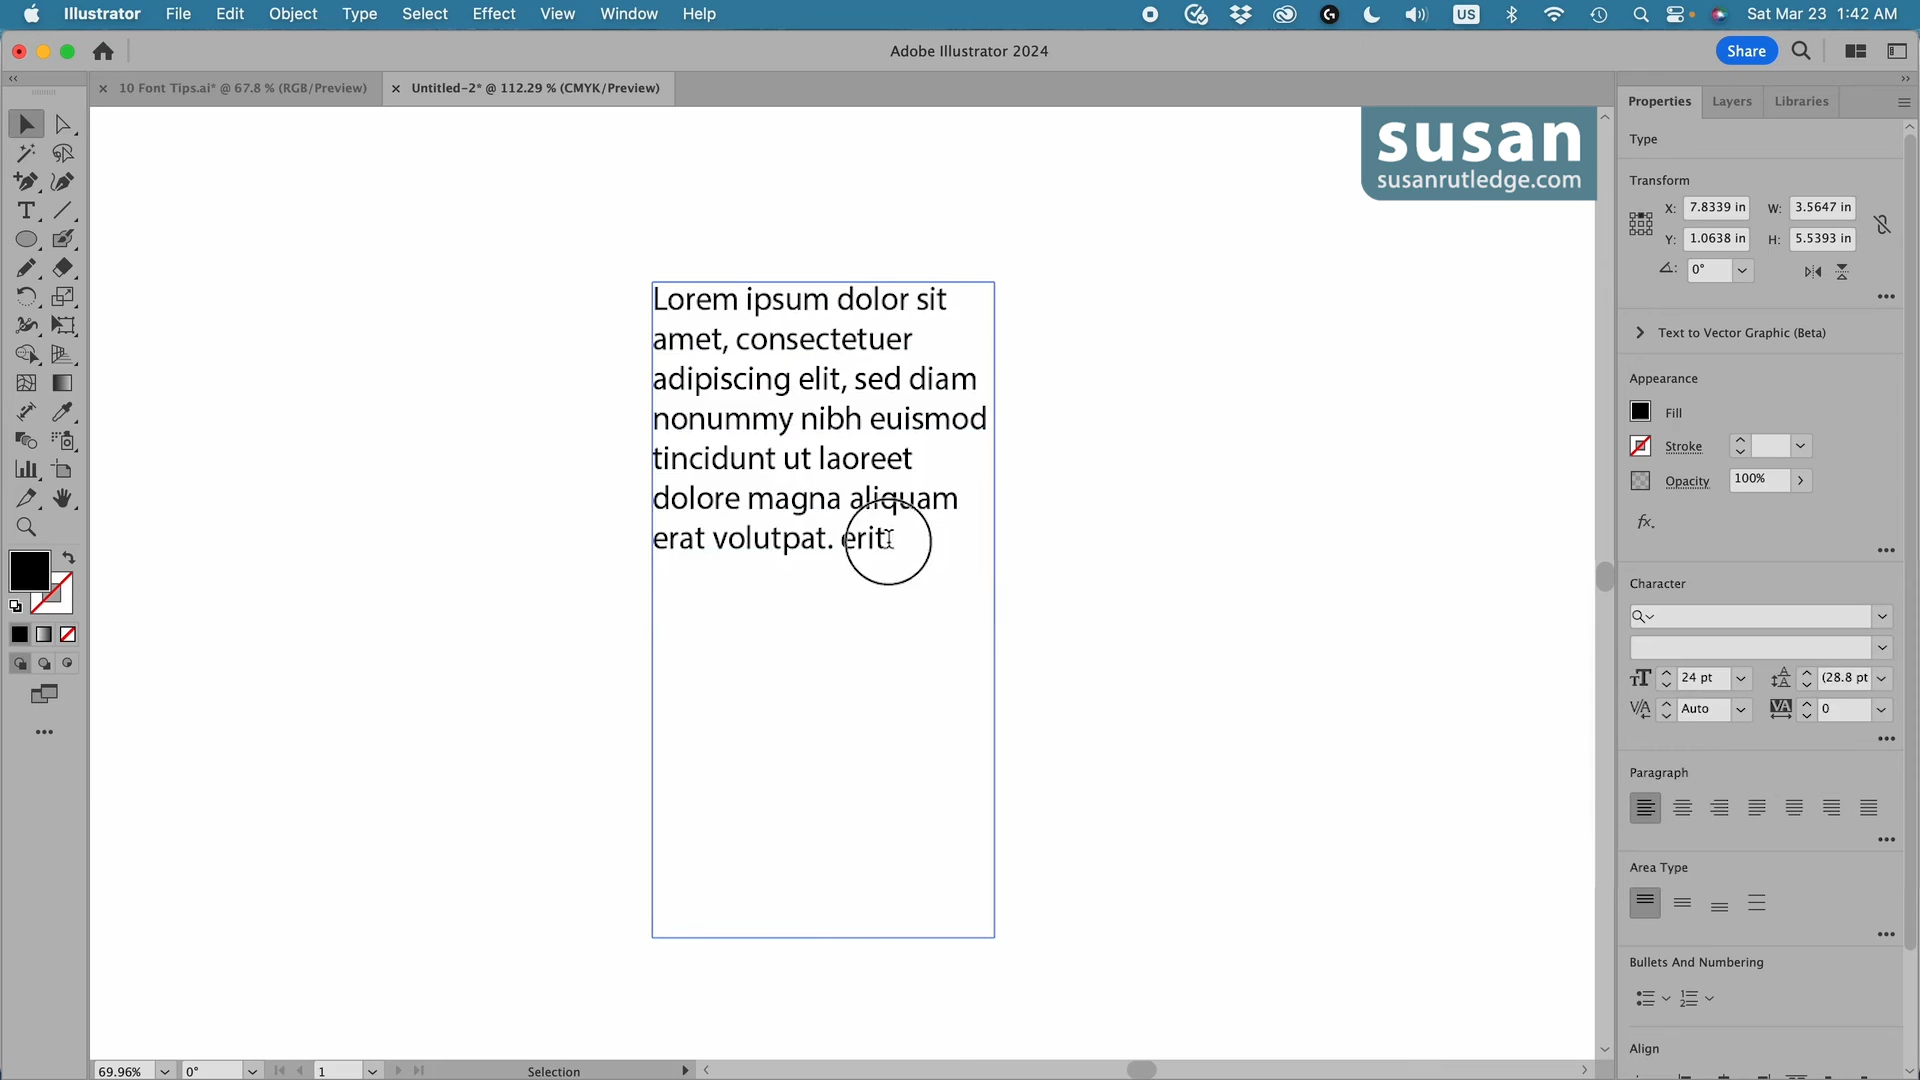 Illustrator File Edit Object Type Select Effect View Window Help
US
Sat Mar 23 1:42 AM
Adobe Illustrator 2024
Share
10 Font Tips.ai* @ 67.8 % (RGB/Preview)
Untitled-2* @ 112.29 % (CMYK/Preview)
Properties Layers Libraries
susan
susanrutledge.com
Type
Transform
X: 7.8339 in W: 3.5647 in
Y: 1.0638 in H: 5.5393 in
0°
Text to Vector Graphic (Beta)
Appearance
Fill
Stroke
Opacity 100%
fx.
Character
24 pt (28.8 pt
Auto 0
Paragraph
Area Type
Bullets And Numbering
Align
Lorem ipsum dolor sit
amet, consectetuer
adipiscing elit, sed diam
nonummy nibh euismod
tincidunt ut laoreet
dolore magna aliquam
erat volutpat. erit
69.96% 0° 1 Selection